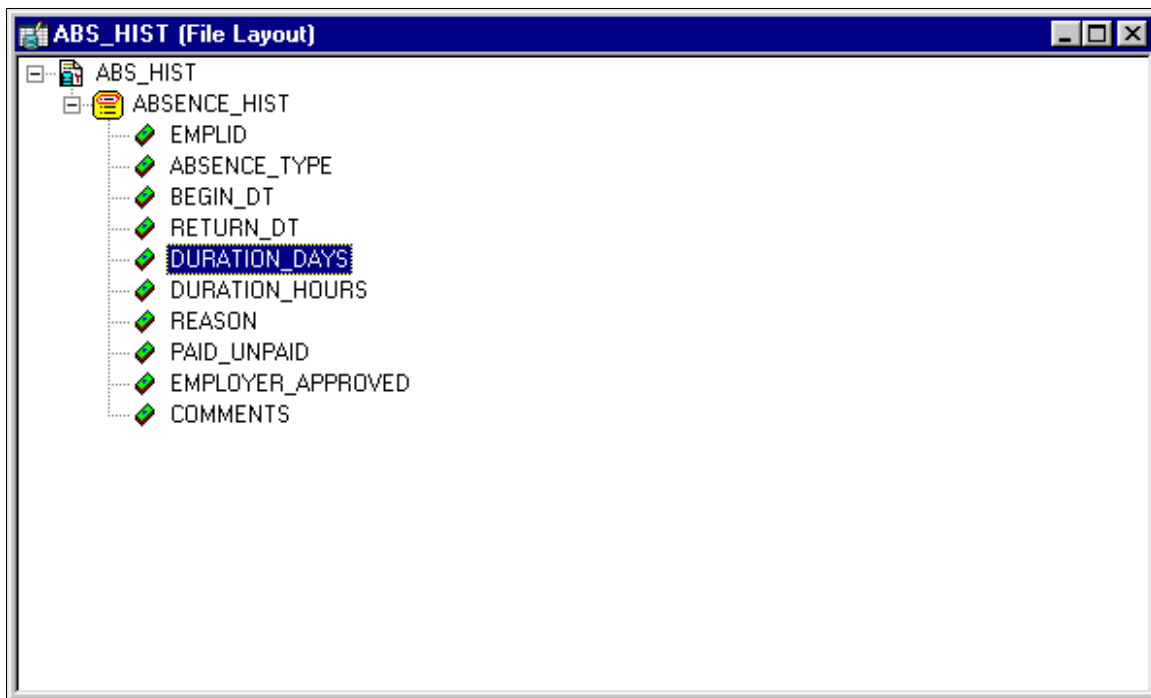 ABS_HIST (File Layout)
ABS_HIST
ABSENCE_HIST
EMPLID
ABSENCE_TYPE
BEGIN_DT
RETURN_DT
DURATION_DAYS
DURATION_HOURS
REASON
PAID_UNPAID
EMPLOYER_APPROVED
COMMENTS